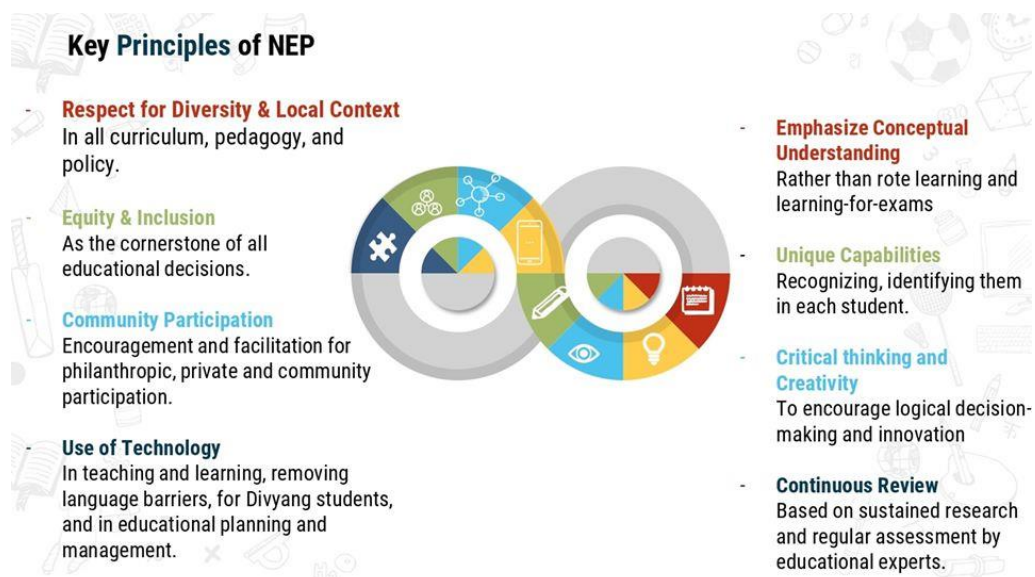 Key Principles of NEP
- Respect for Diversity & Local Context
In all curriculum, pedagogy, and
policy.
- Equity & Inclusion
As the cornerstone of all
educational decisions.
- Community Participation
Encouragement and facilitation for
philanthropic, private and community
participation.
- Use of Technology
In teaching and learning, removing
language barriers, for Divyang students,
and in educational planning and
management.
- Emphasize Conceptual
Understanding
Rather than rote learning and
learning-for-exams
- Unique Capabilities
Recognizing, identifying them
in each student.
- Critical thinking and
Creativity
To encourage logical decision-
making and innovation
- Continuous Review
Based on sustained research
and regular assessment by
educational experts.